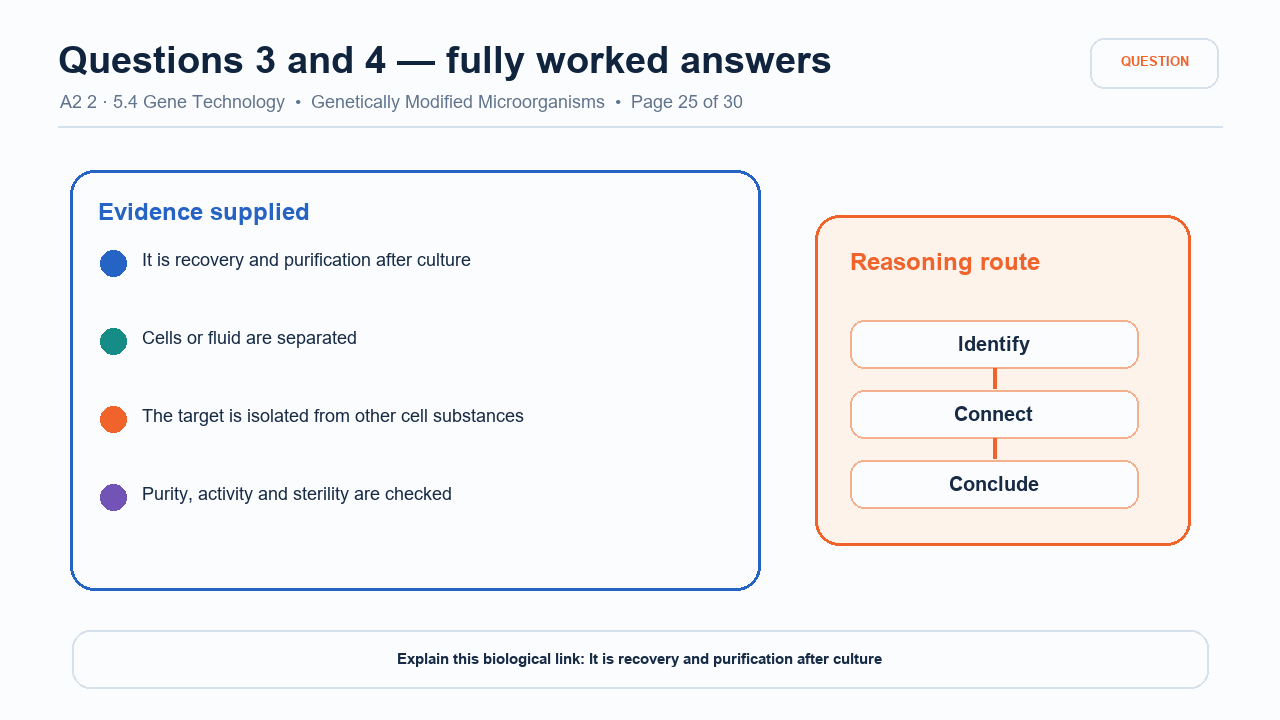 Questions 3 and 4 — fully worked answers
QUESTION
A2 2 · 5.4 Gene Technology • Genetically Modified Microorganisms • Page 25 of 30
Evidence supplied
It is recovery and purification after culture
Cells or fluid are separated
The target is isolated from other cell substances
Purity, activity and sterility are checked
Reasoning route
Identify
Connect
Conclude
Explain this biological link: It is recovery and purification after culture